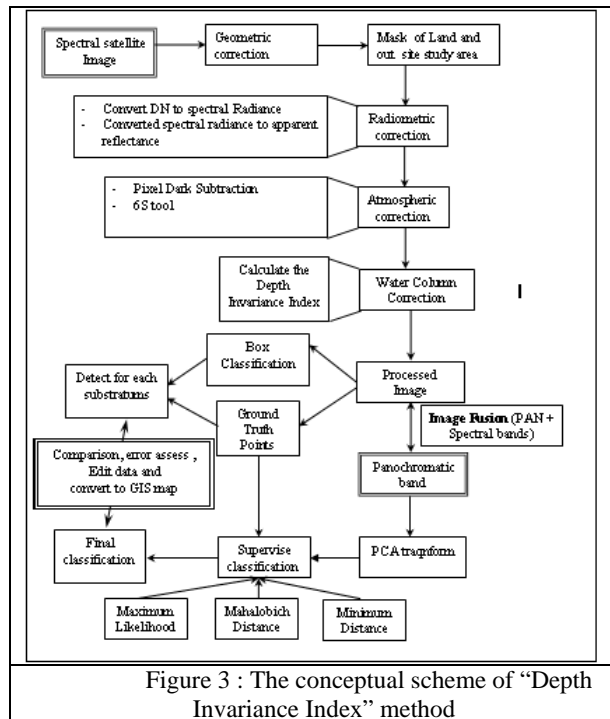 Spectral satellite
Image
Geometric
correction
Mask of Land and
out site study area
- Convert DN to spectral Radiance
- Converted spectral radiance to apparent
reflectance
Radiometric
correction
- Pixel Dark Subtraction
- 6S tool
Atmospheric
correction
Calculate the
Depth
Invariance Index
Water Column
Correction
I
Box
Classification
Detect for each
substratums
Processed
Image
Ground
Truth
Points
Image Fusion (PAN +
Spectral bands)
Comparison, error assess ,
Edit data and
convert to GIS map
Panochromatic
band
Final
classification
Supervise
classification
PCA traqnform
Maximum
Likelihood
Mahalobich
Distance
Minimum
Distance
Figure 3 : The conceptual scheme of “Depth
Invariance Index” method